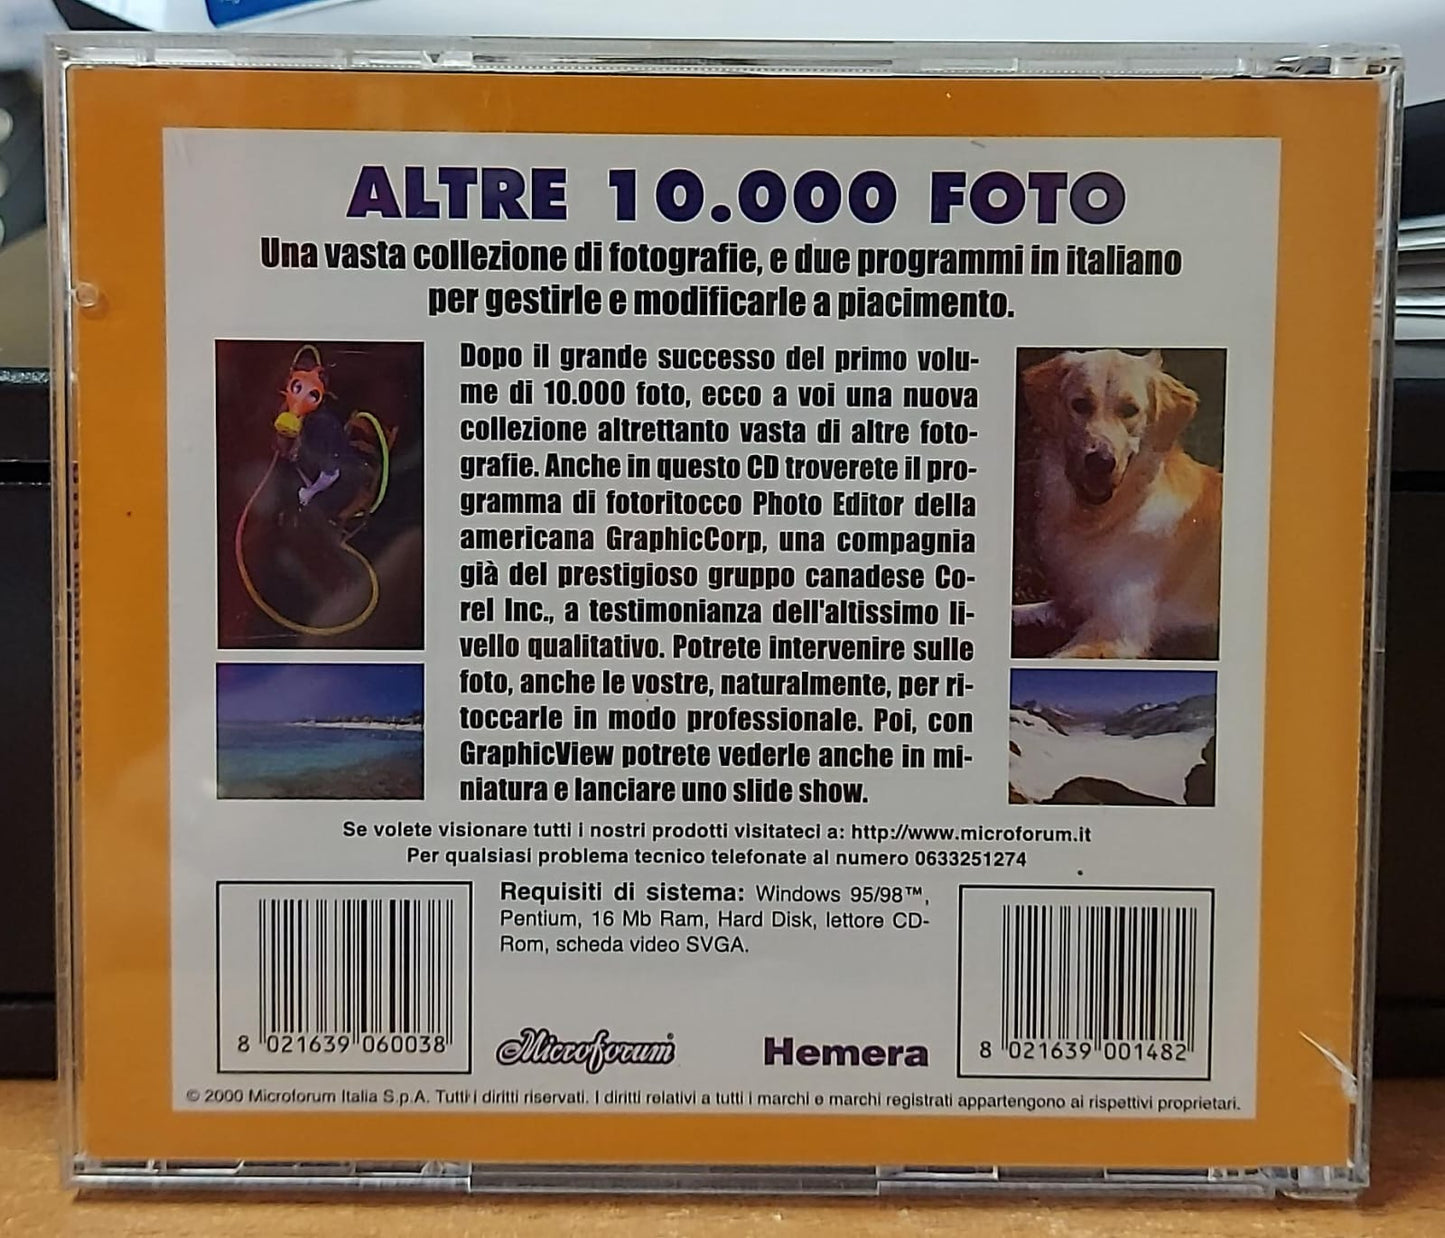 ALTRE 10.000 FOTO
Una vasta collezione di fotografie, e due programmi in italiano
per gestirle e modificarle a piacimento.
Dopo il grande successo del primo volu-
me di 10.000 foto, ecco a voi una nuova
collezione altrettanto vasta di altre foto-
grafie. Anche in questo CD troverete il pro-
gramma di fotoritocco Photo Editor della
americana GraphicCorp, una compagnia
già del prestigioso gruppo canadese Co-
rel Inc., a testimonianza dell'altissimo li-
vello qualitativo. Potrete intervenire sulle
foto, anche le vostre, naturalmente, per ri-
toccarle in modo professionale. Poi, con
GraphicView potrete vederle anche in mi-
niatura e lanciare uno slide show.
Se volete visionare tutti i nostri prodotti visitateci a: http://www.microforum.it
Per qualsiasi problema tecnico telefonate al numero 0633251274
Requisiti di sistema: Windows 95/98™,
Pentium, 16 Mb Ram, Hard Disk, lettore CD-
Rom, scheda video SVGA.
8 021639 060038
Microforum
Hemera
8 021639 001482
© 2000 Microforum Italia S.p.A. Tutti i diritti riservati. I diritti relativi a tutti i marchi e marchi registrati appartengono ai rispettivi proprietari.